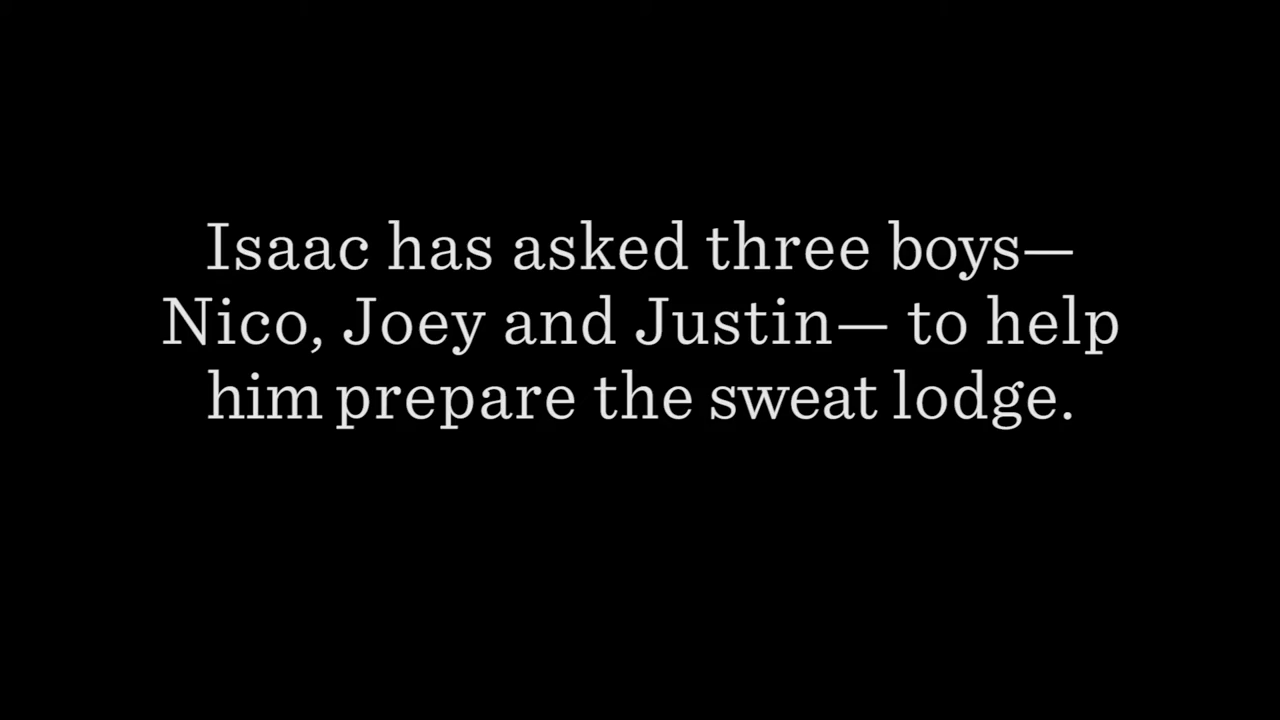 Isaac has asked three boys—
Nico, Joey and Justin— to help
him prepare the sweat lodge.